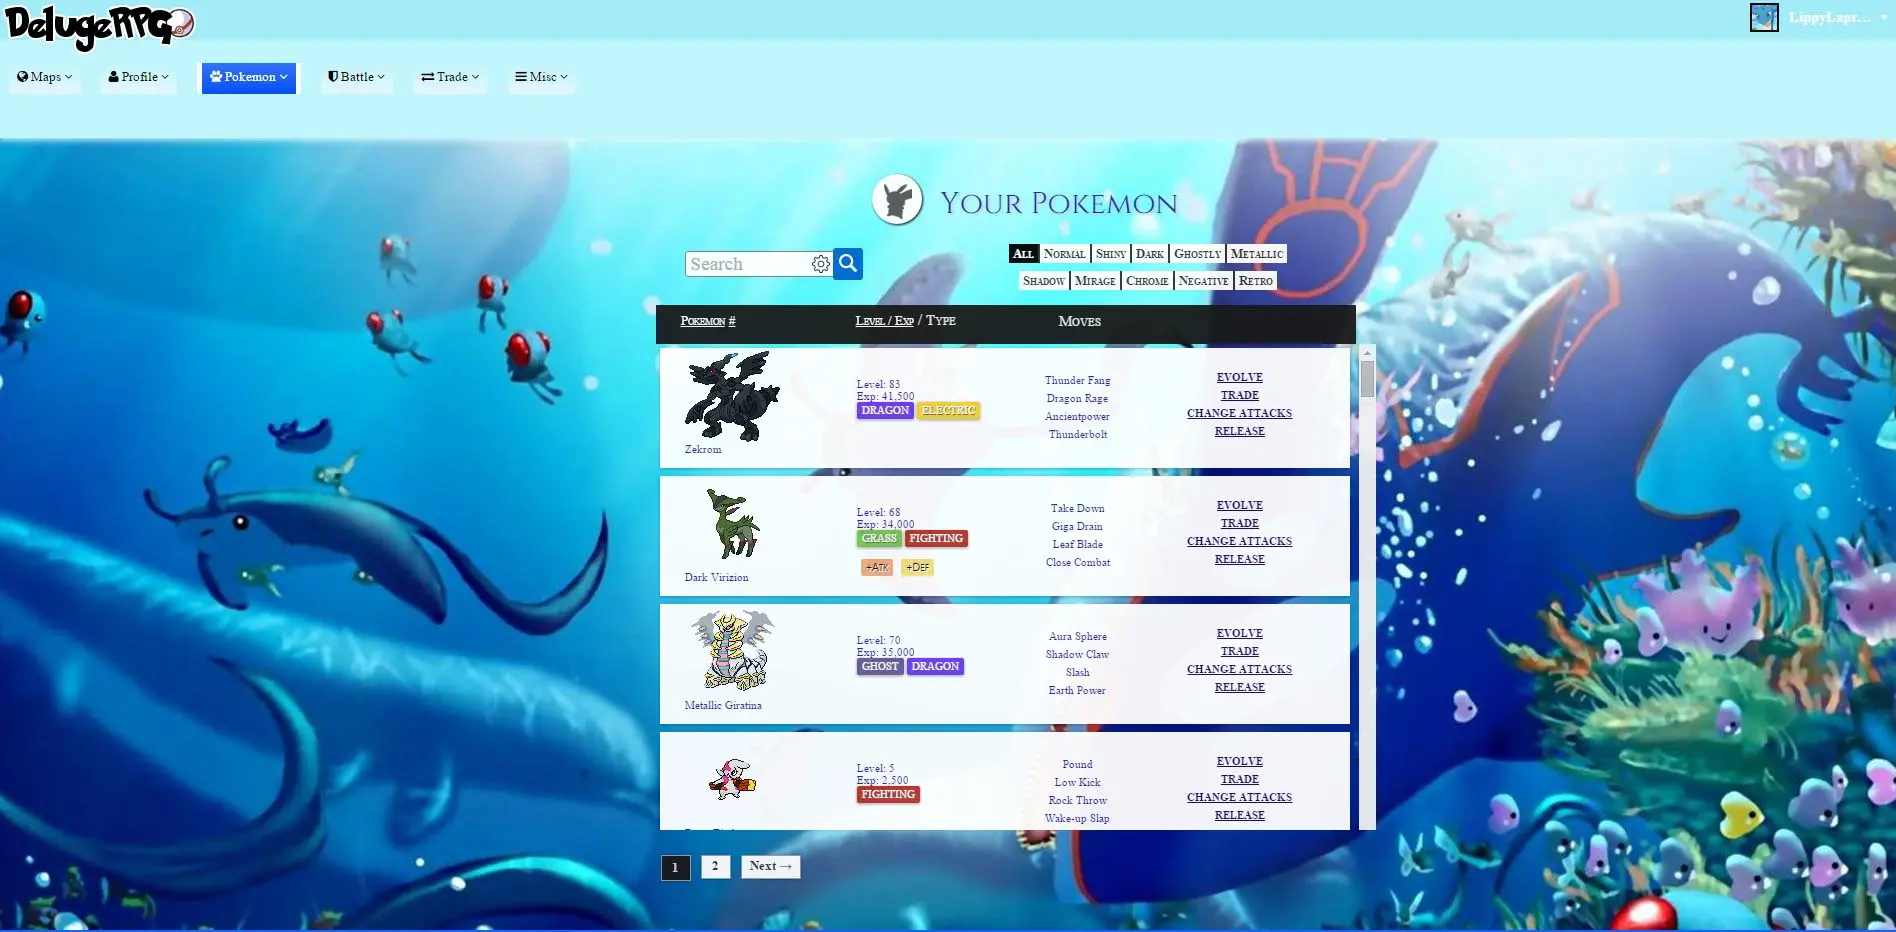 DelugeRPG
LippyLapr...
Maps
Profile
Pokemon
Battle
Trade
Misc
Your Pokemon
Search
All Normal Shiny Dark Ghostly Metallic
Shadow Mirage Chrome Negative Retro
Pokemon # Level / Exp / Type Moves
Level: 83
Exp: 41,500
DRAGON ELECTRIC
Zekrom
Thunder Fang
Dragon Rage
Ancientpower
Thunderbolt
EVOLVE
TRADE
CHANGE ATTACKS
RELEASE
Level: 68
Exp: 34,000
GRASS FIGHTING
+Atk +Def
Dark Virizion
Take Down
Giga Drain
Leaf Blade
Close Combat
EVOLVE
TRADE
CHANGE ATTACKS
RELEASE
Level: 70
Exp: 35,000
GHOST DRAGON
Metallic Giratina
Aura Sphere
Shadow Claw
Slash
Earth Power
EVOLVE
TRADE
CHANGE ATTACKS
RELEASE
Level: 5
Exp: 2,500
FIGHTING
Pound
Low Kick
Rock Throw
Wake-up Slap
EVOLVE
TRADE
CHANGE ATTACKS
RELEASE
1 2 Next →